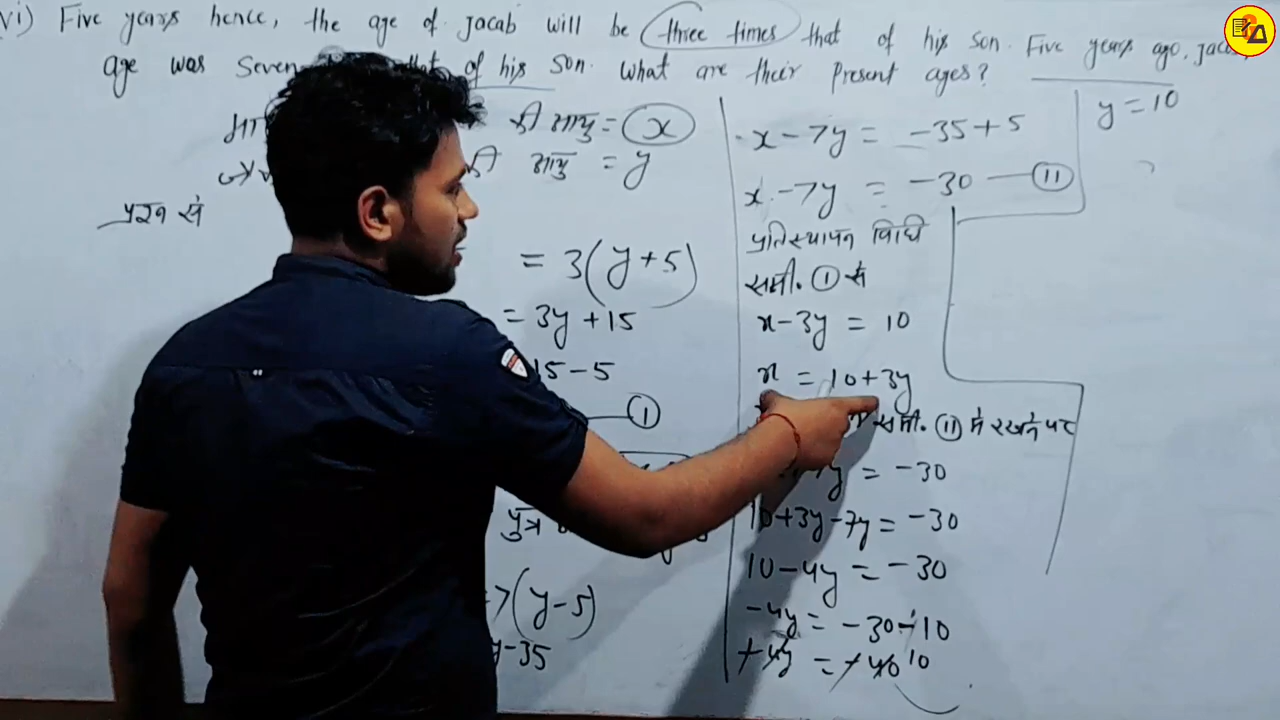 vi) Five years hence, the age of Jacab will be three times that of his son. Five years ago, Jacab
age was seven of his son. What are their present ages?
की आयु = x
की आयु = y
प्रश्न से
= 3(y+5)
= 3y+15
15-5
①
पुत्र
=7(y-5)
y-35
x-7y = -35+5
x-7y = -30 — ⑪
प्रतिस्थापन विधि
समी. ① से
x-3y = 10
x = 10+3y
समी. ⑪ में रखने पर
7y = -30
10+3y-7y = -30
10-4y = -30
-4y = -30-10
-4y = -40 10
y = 10